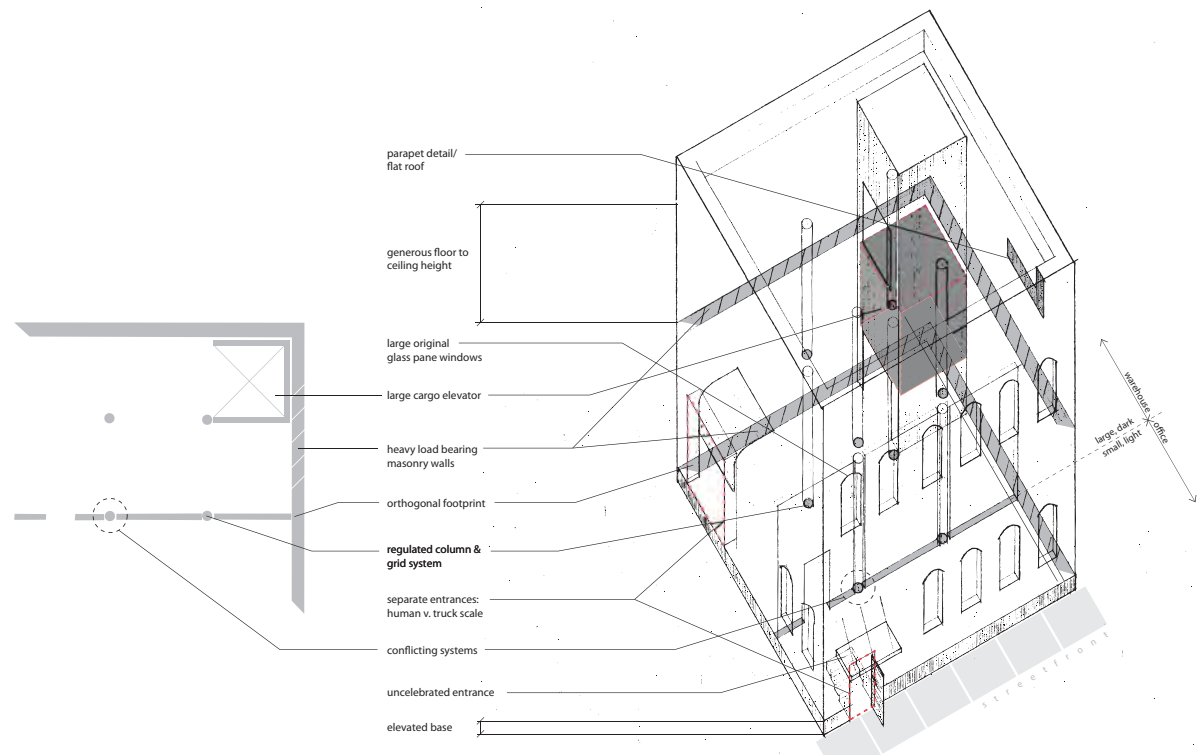 parapet detail/
flat roof
generous floor to
ceiling height
large original
glass pane windows
large cargo elevator
heavy load bearing
masonry walls
orthogonal footprint
regulated column &
grid system
separate entrances:
human v. truck scale
conflicting systems
uncelebrated entrance
elevated base
warehouse
office
large, dark
small, light
streetfront